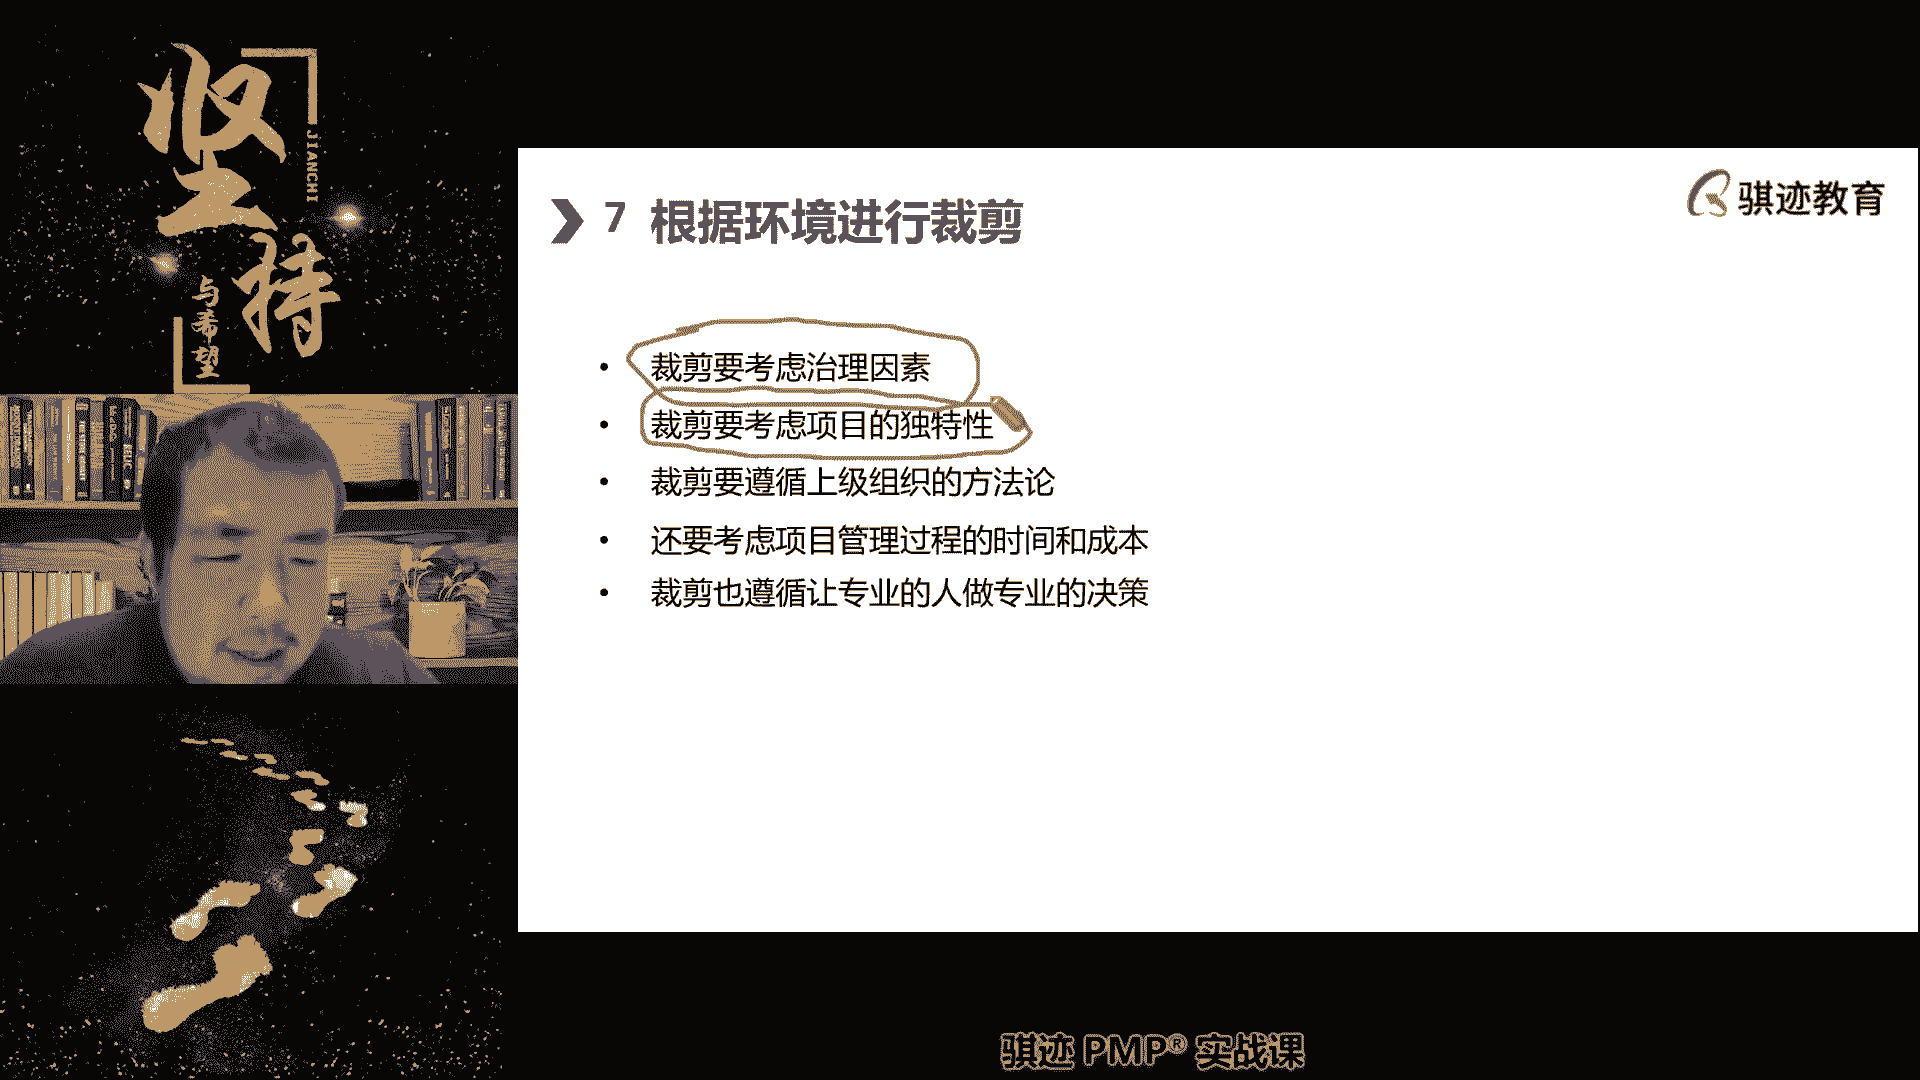 坚持
JIANCHI
与希望
骐迹教育
7 根据环境进行裁剪
• 裁剪要考虑治理因素
• 裁剪要考虑项目的独特性
• 裁剪要遵循上级组织的方法论
• 还要考虑项目管理过程的时间和成本
• 裁剪也遵循让专业的人做专业的决策
骐迹 PMP® 实战课